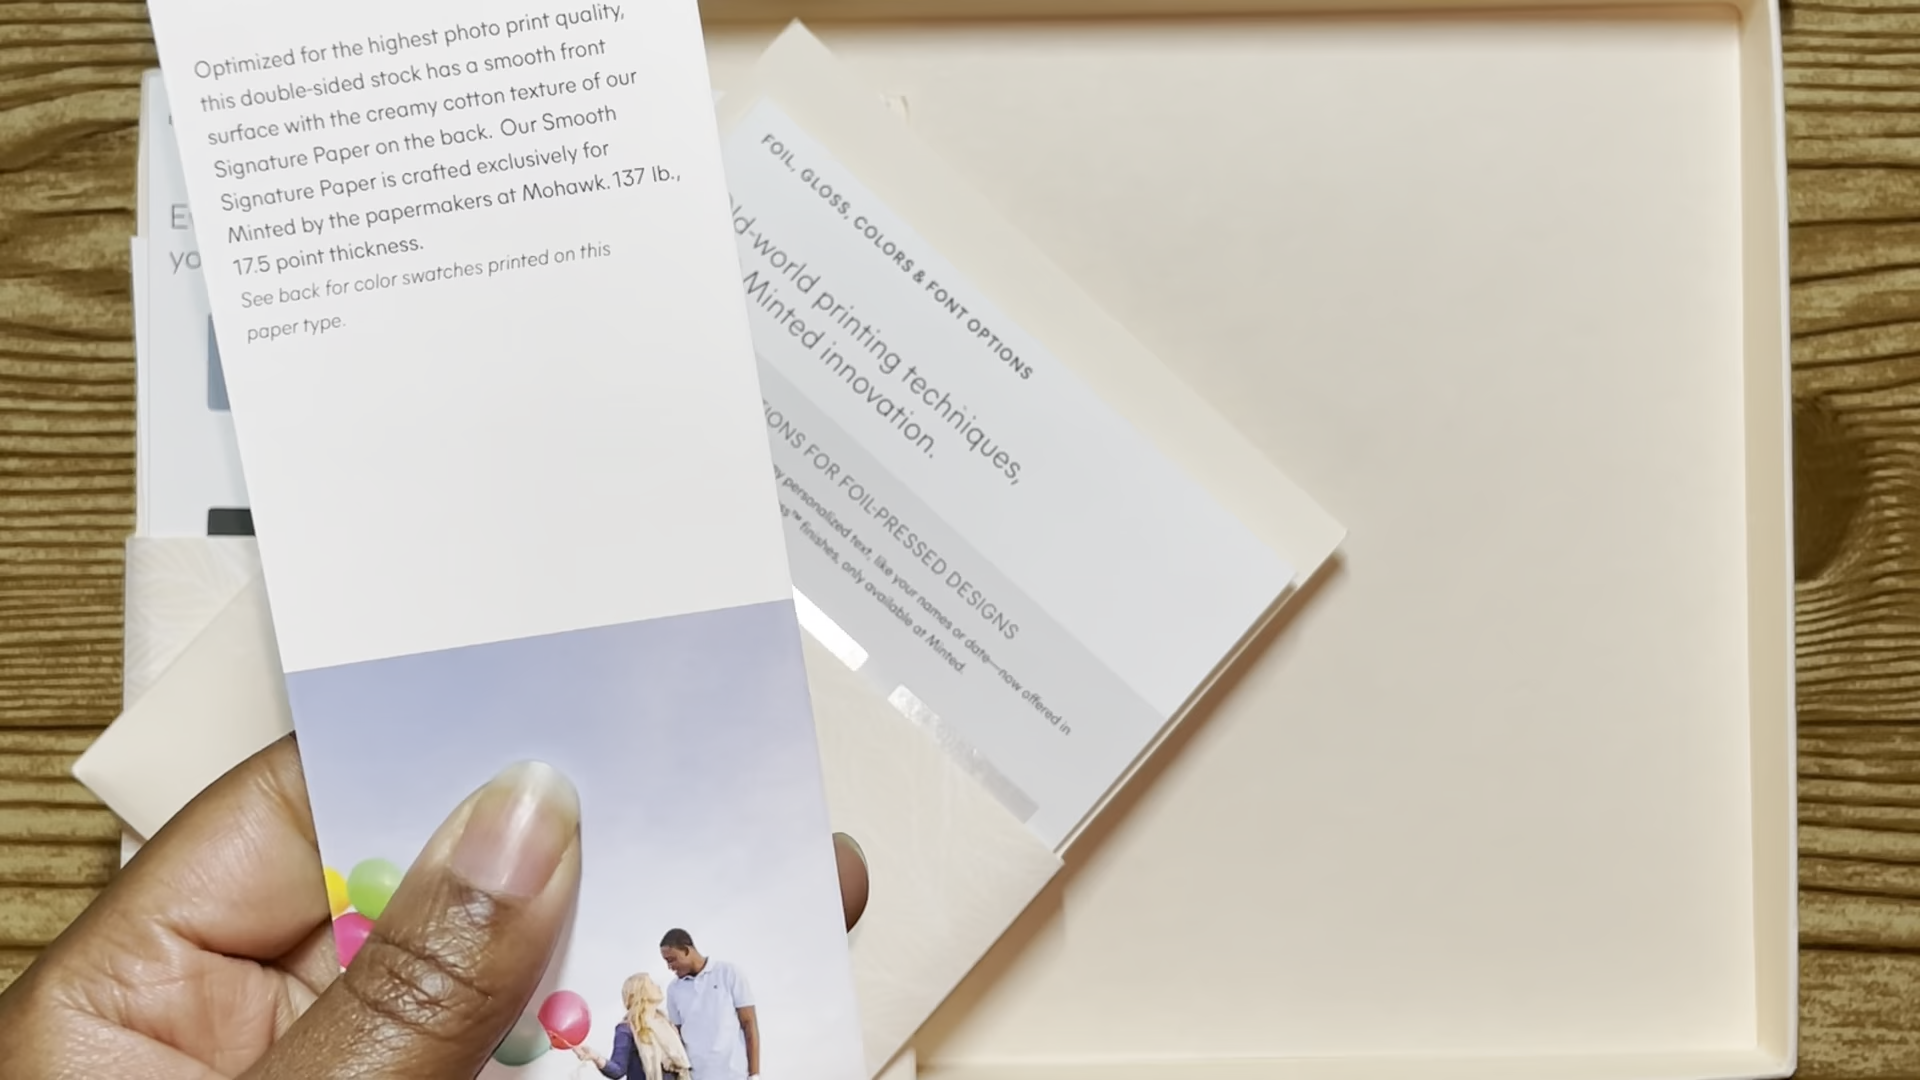 Optimized for the highest photo print quality,
this double-sided stock has a smooth front
surface with the creamy cotton texture of our
Signature Paper on the back. Our Smooth
Signature Paper is crafted exclusively for
Minted by the papermakers at Mohawk. 137 lb.,
17.5 point thickness.
See back for color swatches printed on this
paper type.
FOIL, GLOSS, COLORS & FONT OPTIONS
ld-world printing techniques,
Minted innovation.
IONS FOR FOIL-PRESSED DESIGNS
personalized text, like your names or date—now offered in
finishes, only available at Minted.
yo